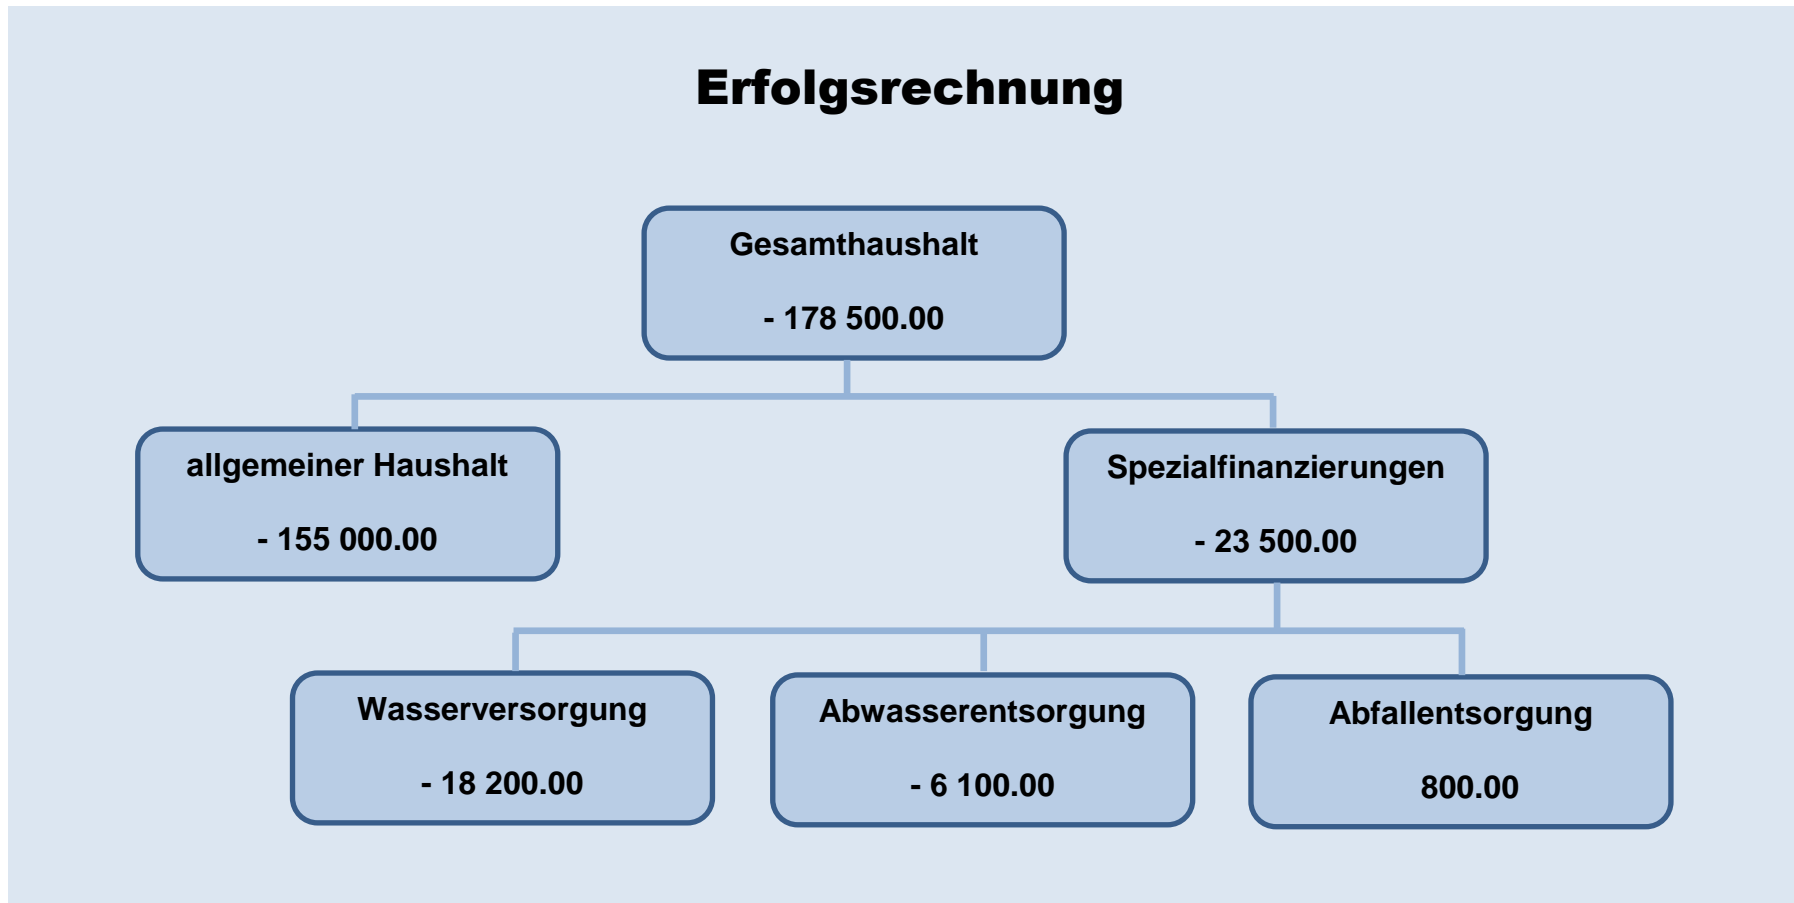 Erfolgsrechnung
Gesamthaushalt
- 178 500.00
allgemeiner Haushalt
- 155 000.00
Spezialfinanzierungen
- 23 500.00
Wasserversorgung
- 18 200.00
Abwasserentsorgung
- 6 100.00
Abfallentsorgung
800.00